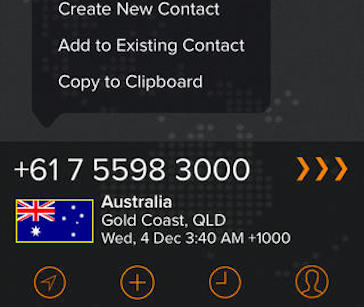 Create New Contact
Add to Existing Contact
Copy to Clipboard
+61 7 5598 3000
Australia
Gold Coast, QLD
Wed, 4 Dec 3:40 AM +1000